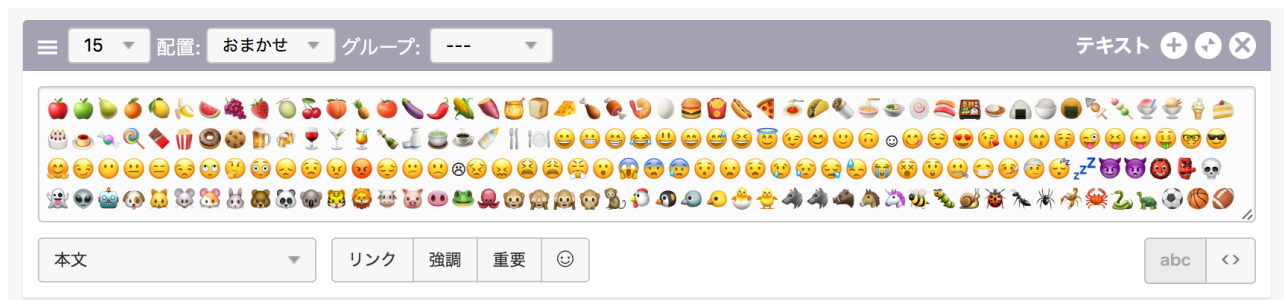 15 配置: おまかせ グループ: --- テキスト
本文 リンク 強調 重要 abc <>